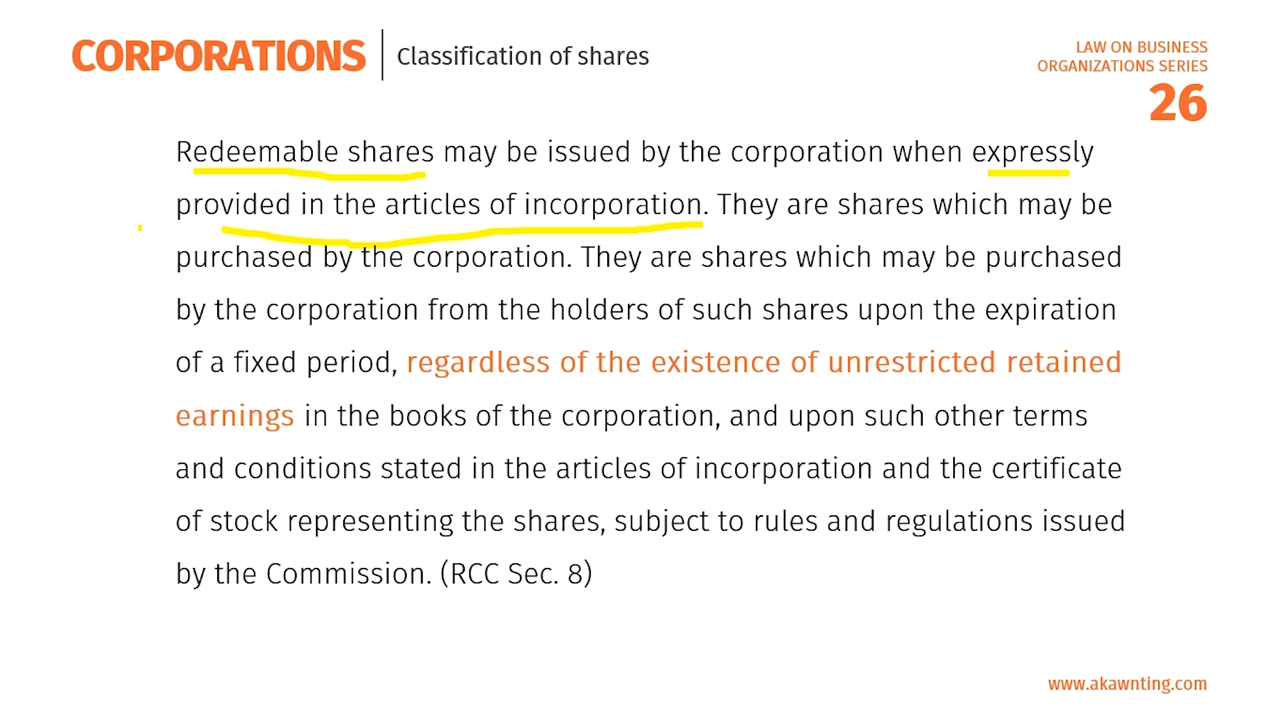 CORPORATIONS
Classification of shares
LAW ON BUSINESS
ORGANIZATIONS SERIES
26
Redeemable shares may be issued by the corporation when expressly
provided in the articles of incorporation. They are shares which may be
purchased by the corporation. They are shares which may be purchased
by the corporation from the holders of such shares upon the expiration
of a fixed period, regardless of the existence of unrestricted retained
earnings in the books of the corporation, and upon such other terms
and conditions stated in the articles of incorporation and the certificate
of stock representing the shares, subject to rules and regulations issued
by the Commission. (RCC Sec. 8)
www.akawnting.com